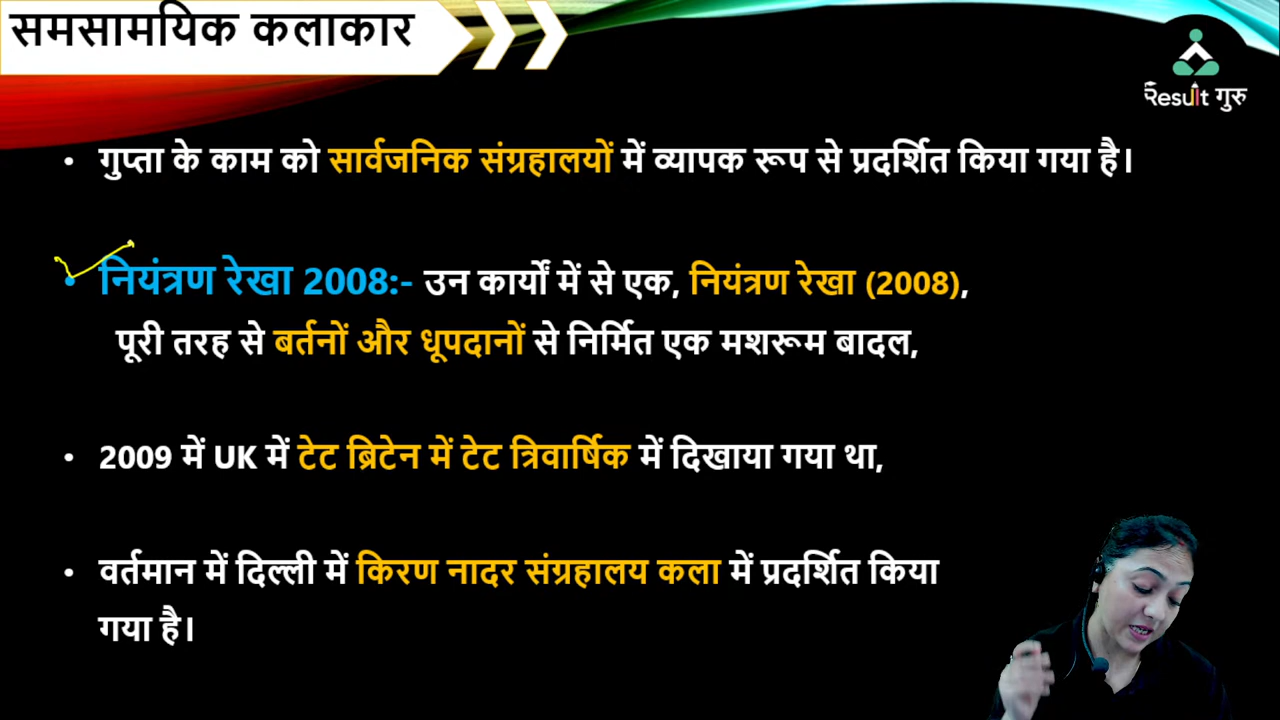 समसामयिक कलाकार
Result गुरु
• गुप्ता के काम को सार्वजनिक संग्रहालयों में व्यापक रूप से प्रदर्शित किया गया है।
• नियंत्रण रेखा 2008:- उन कार्यों में से एक, नियंत्रण रेखा (2008),
पूरी तरह से बर्तनों और धूपदानों से निर्मित एक मशरूम बादल,
• 2009 में UK में टेट ब्रिटेन में टेट त्रिवार्षिक में दिखाया गया था,
• वर्तमान में दिल्ली में किरण नादर संग्रहालय कला में प्रदर्शित किया
गया है।